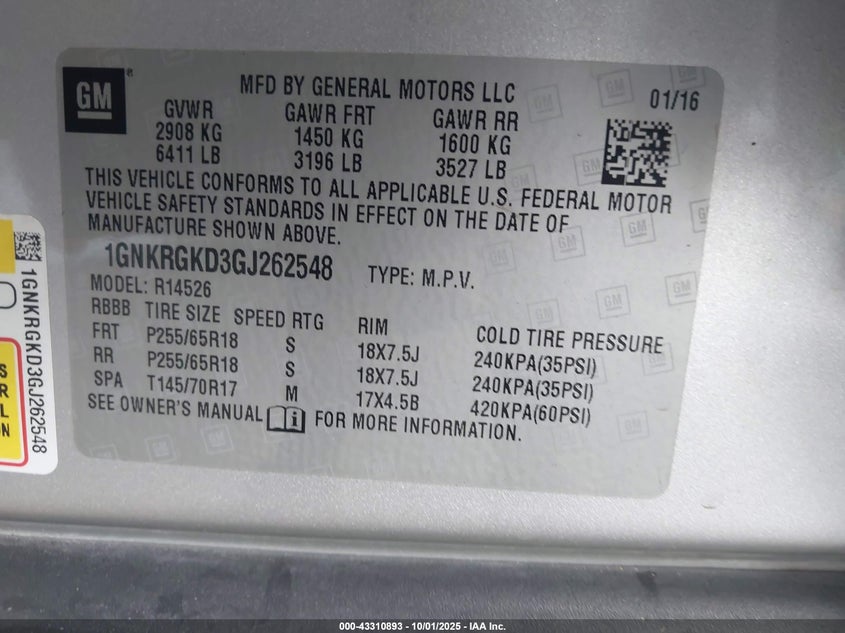 GM
MFD BY GENERAL MOTORS LLC
01/16
GVWR GAWR FRT GAWR RR
2908 KG 1450 KG 1600 KG
6411 LB 3196 LB 3527 LB
THIS VEHICLE CONFORMS TO ALL APPLICABLE U.S. FEDERAL MOTOR
VEHICLE SAFETY STANDARDS IN EFFECT ON THE DATE OF
MANUFACTURE SHOWN ABOVE.
1GNKRGKD3GJ262548 TYPE: M.P.V.
MODEL: R14526
RBBB TIRE SIZE SPEED RTG RIM COLD TIRE PRESSURE
FRT P255/65R18 S 18X7.5J 240KPA(35PSI)
RR P255/65R18 S 18X7.5J 240KPA(35PSI)
SPA T145/70R17 M 17X4.5B 420KPA(60PSI)
SEE OWNER'S MANUAL FOR MORE INFORMATION.
1GNKRGKD3GJ262548
000-43310893 - 10/01/2025 - IAA Inc.